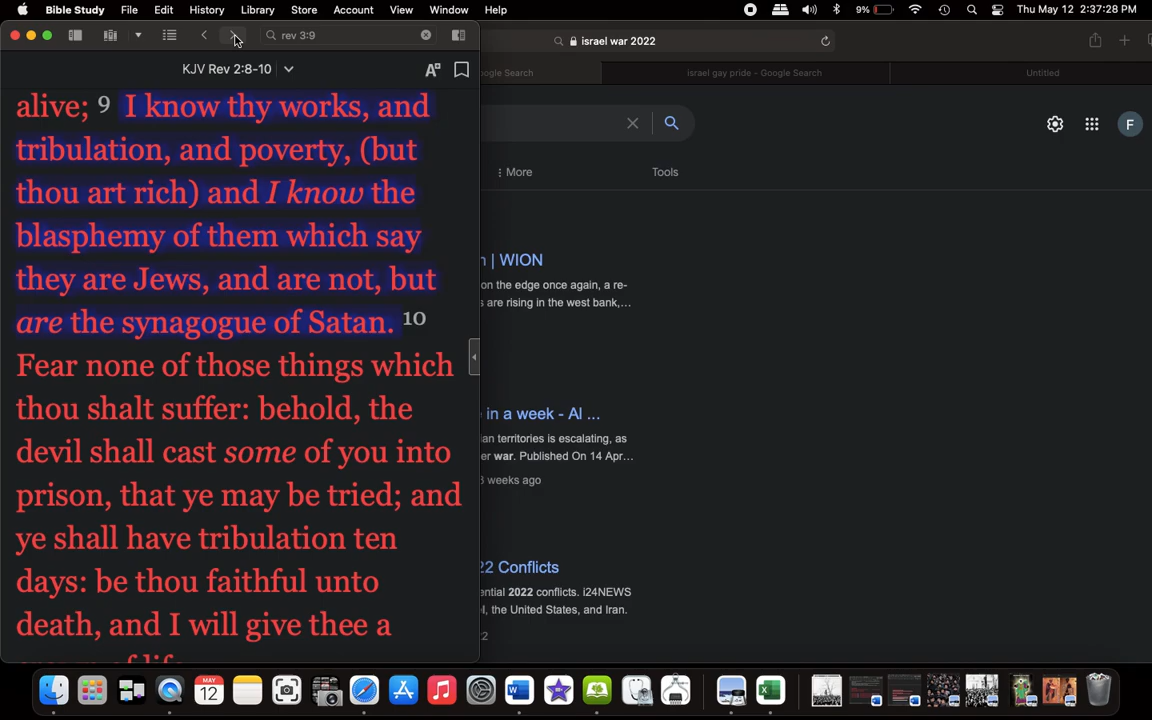 Bible Study File Edit History Library Store Account View Window Help 9% Thu May 12 2:37:28 PM
rev 3:9
israel war 2022
KJV Rev 2:8-10
oogle Search
israel gay pride - Google Search
Untitled
alive; 9 I know thy works, and
tribulation, and poverty, (but
thou art rich) and I know the
blasphemy of them which say
they are Jews, and are not, but
are the synagogue of Satan. 10
Fear none of those things which
thou shalt suffer: behold, the
devil shall cast some of you into
prison, that ye may be tried; and
ye shall have tribulation ten
days: be thou faithful unto
death, and I will give thee a
F
More
Tools
n | WION
on the edge once again, a re-
s are rising in the west bank,...
in a week - Al ...
ian territories is escalating, as
er war. Published On 14 Apr...
3 weeks ago
22 Conflicts
ential 2022 conflicts. i24NEWS
l, the United States, and Iran.
22
MAY
12